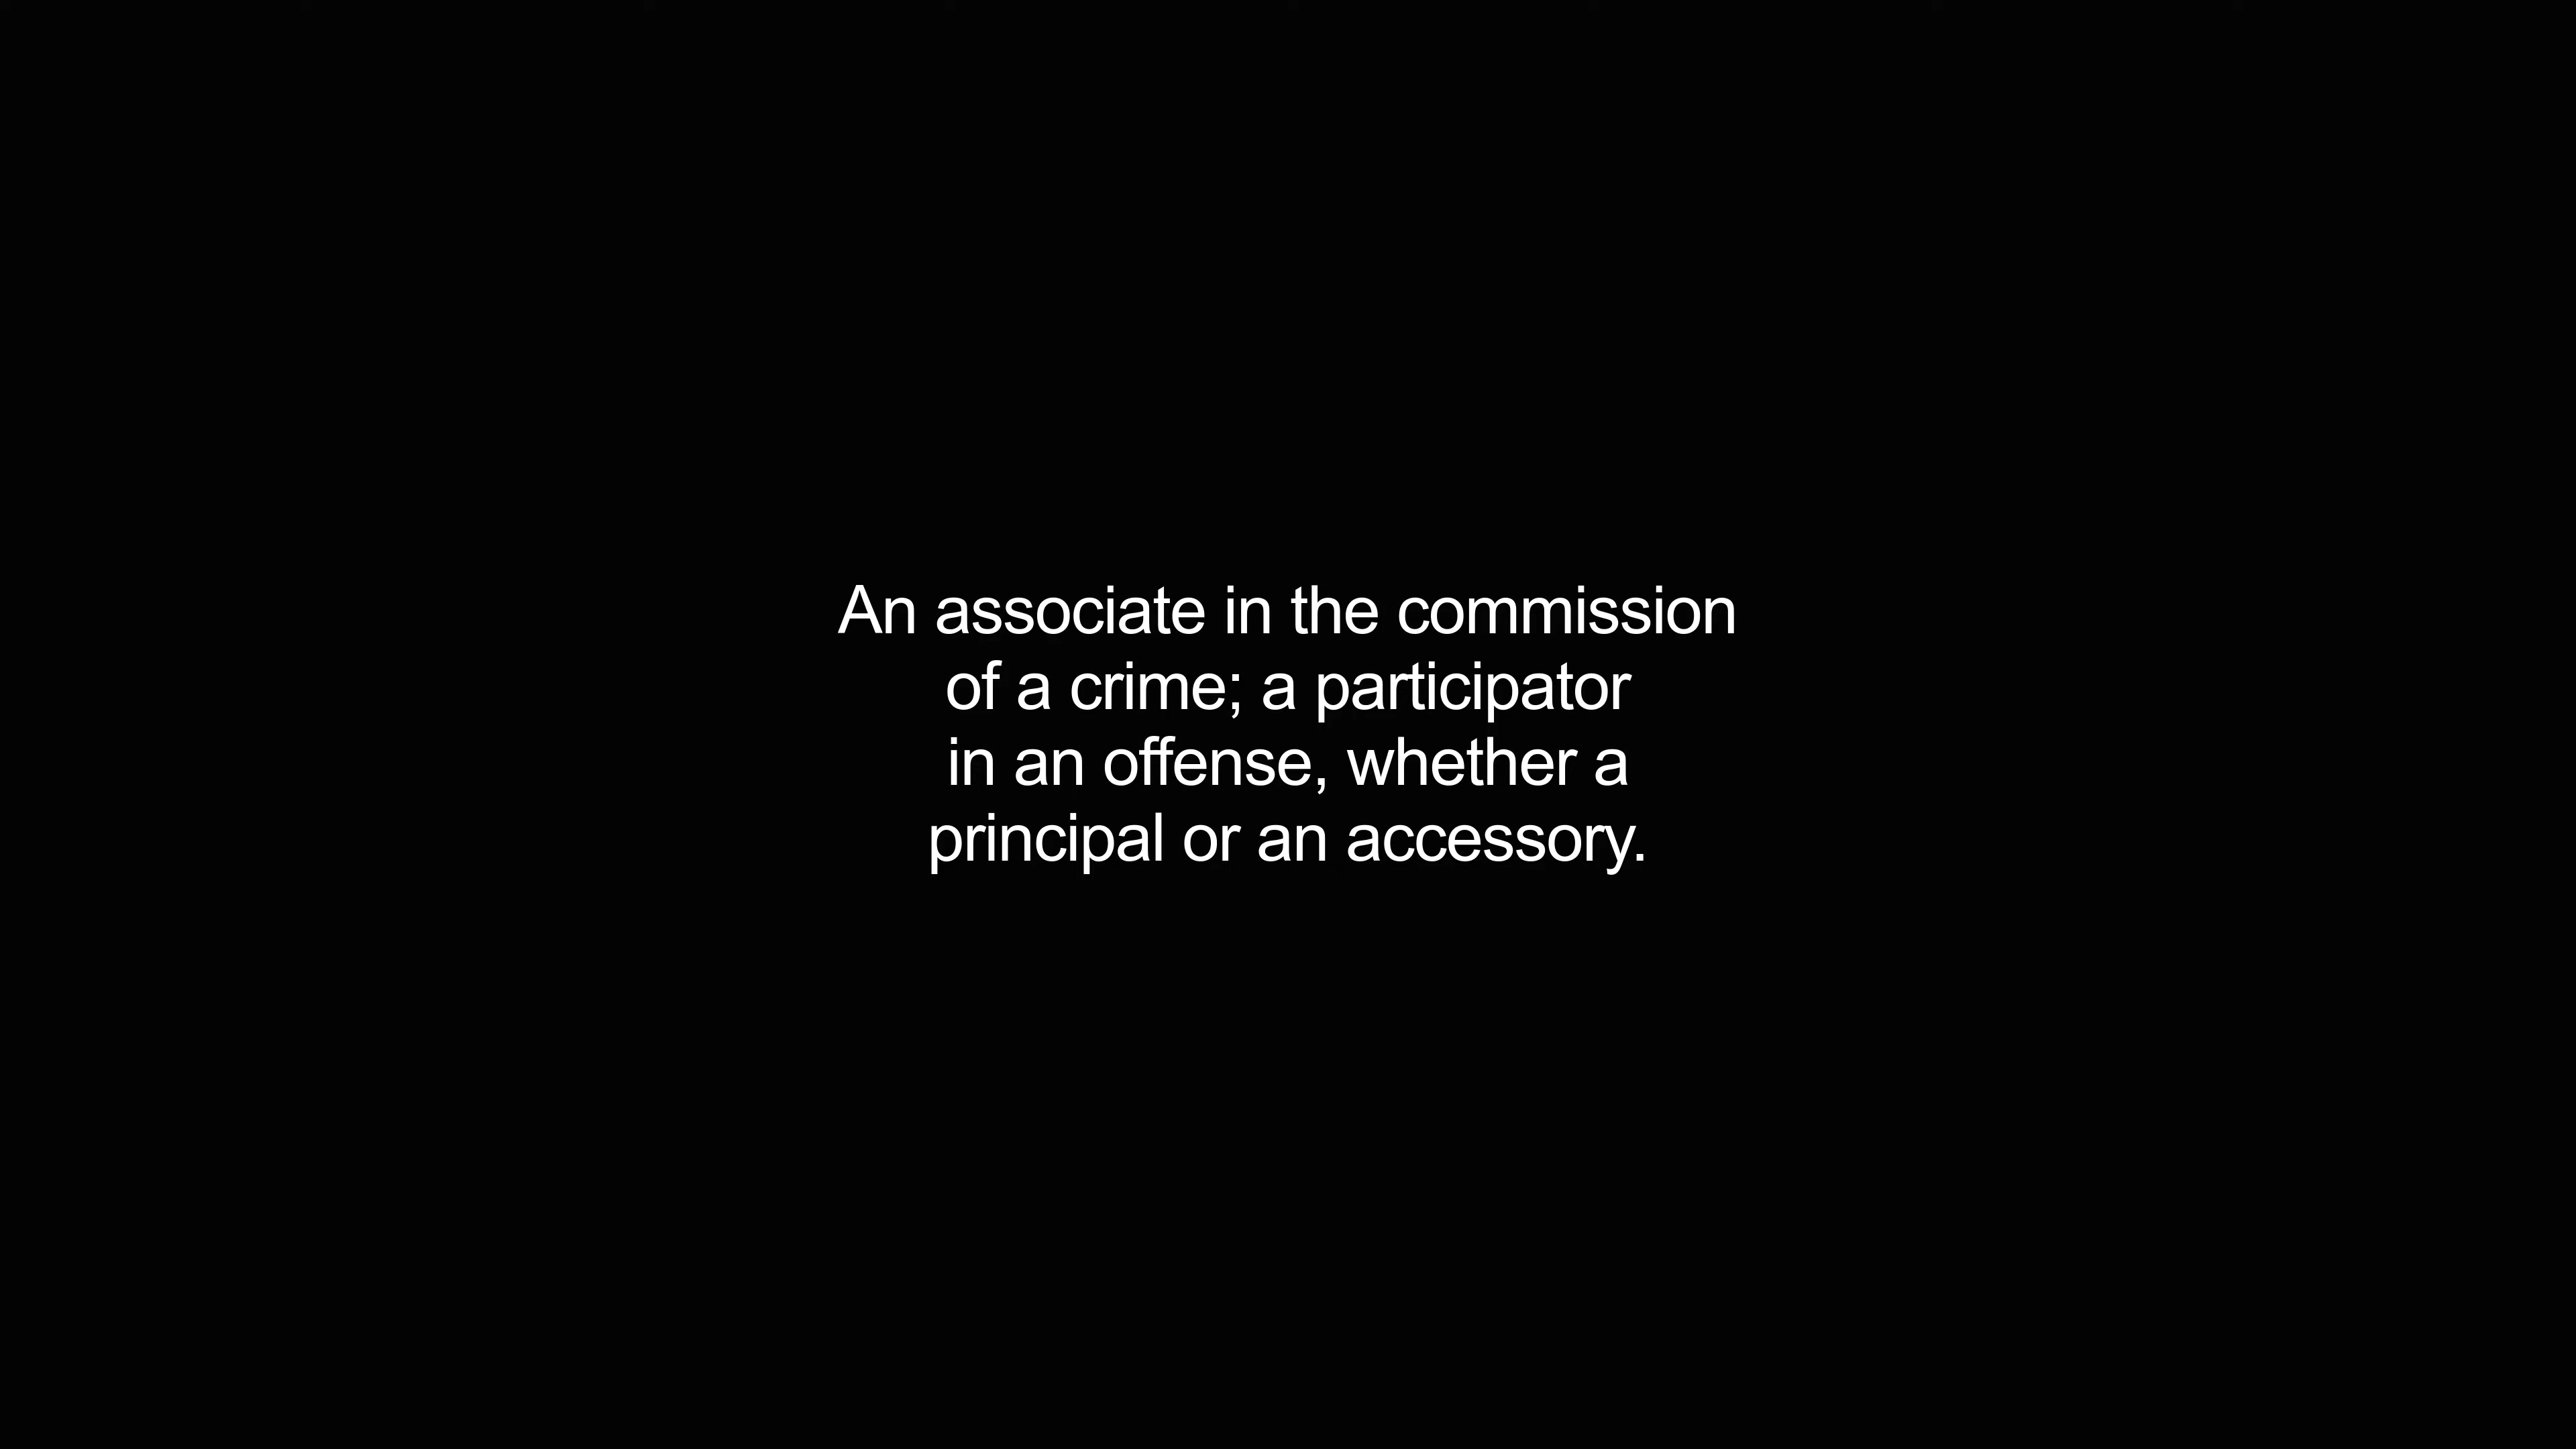 An associate in the commission
of a crime; a participator
in an offense, whether a
principal or an accessory.